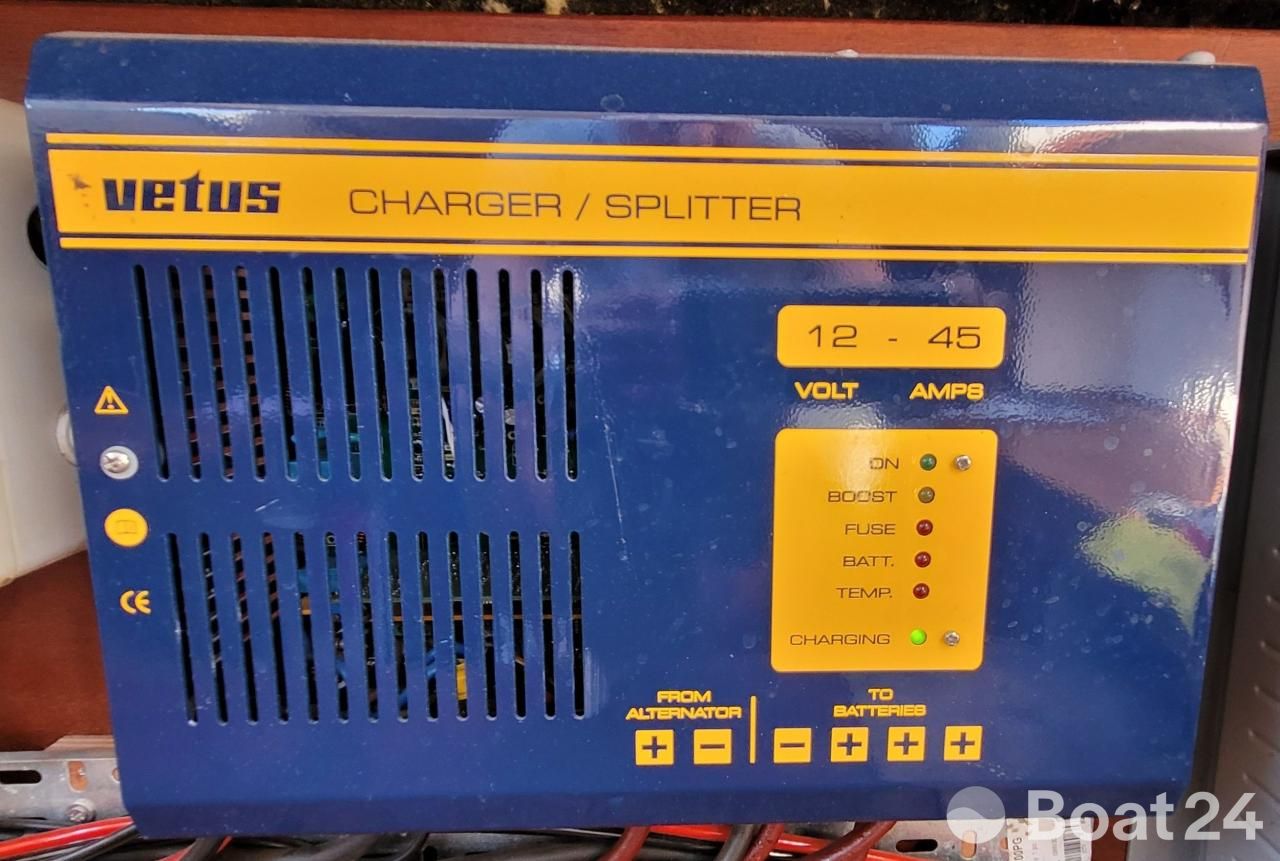 vetus CHARGER / SPLITTER
12 - 45
VOLT AMPS
ON
BOOST
FUSE
BATT.
TEMP.
CHARGING
FROM
ALTERNATOR
TO
BATTERIES
+ − − + + +
CE
Boat24
00PG